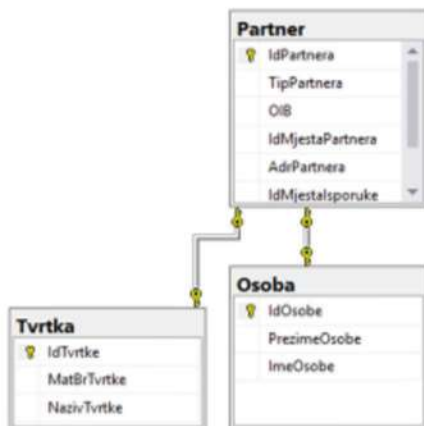 Partner
IdPartnera
TipPartnera
OIB
IdMjestaPartnera
AdrPartnera
IdMjestaIsporuke
Osoba
IdOsobe
PrezimeOsobe
ImeOsobe
Tvrtka
IdTvrtke
MatBrTvrtke
NazivTvrtke